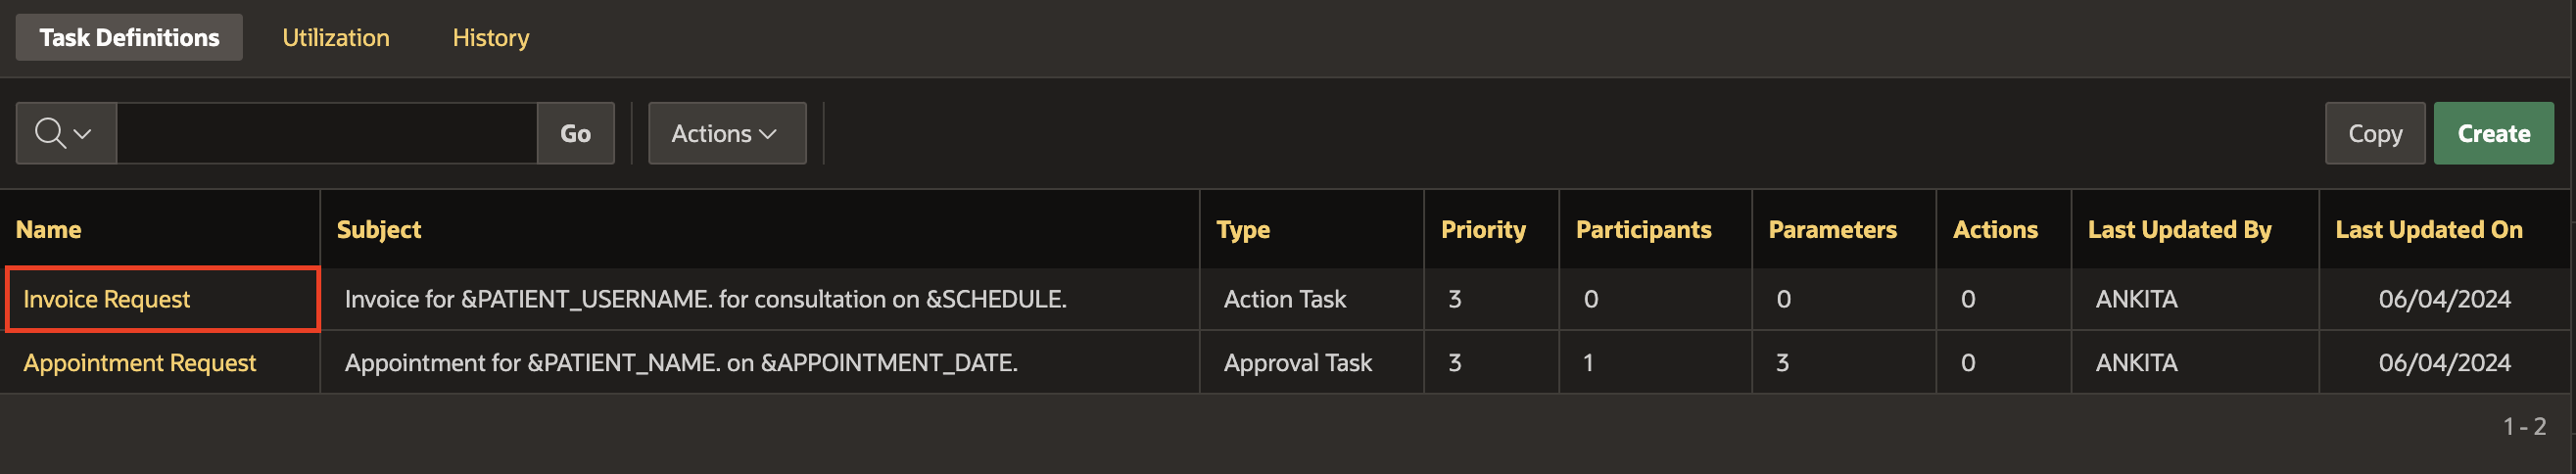 Task Definitions Utilization History
Go Actions Copy Create
Name Subject Type Priority Participants Parameters Actions Last Updated By Last Updated On
Invoice Request Invoice for &PATIENT_USERNAME. for consultation on &SCHEDULE. Action Task 3 0 0 0 ANKITA 06/04/2024
Appointment Request Appointment for &PATIENT_NAME. on &APPOINTMENT_DATE. Approval Task 3 1 3 0 ANKITA 06/04/2024
1 - 2